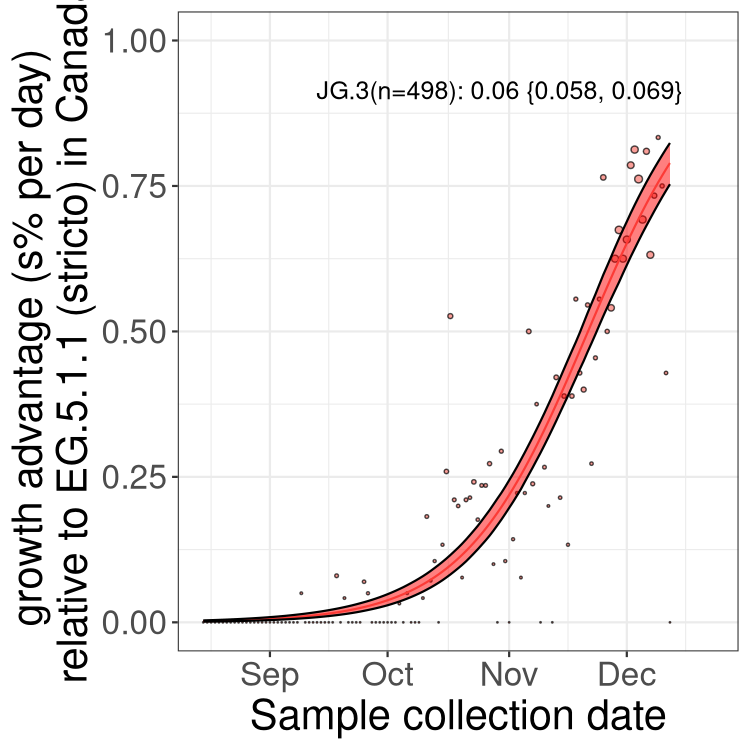 growth advantage (s% per day)
relative to EG.5.1.1 (stricto) in Canada
1.00
0.75
0.50
0.25
0.00
JG.3(n=498): 0.06 {0.058, 0.069}
Sep Oct Nov Dec
Sample collection date